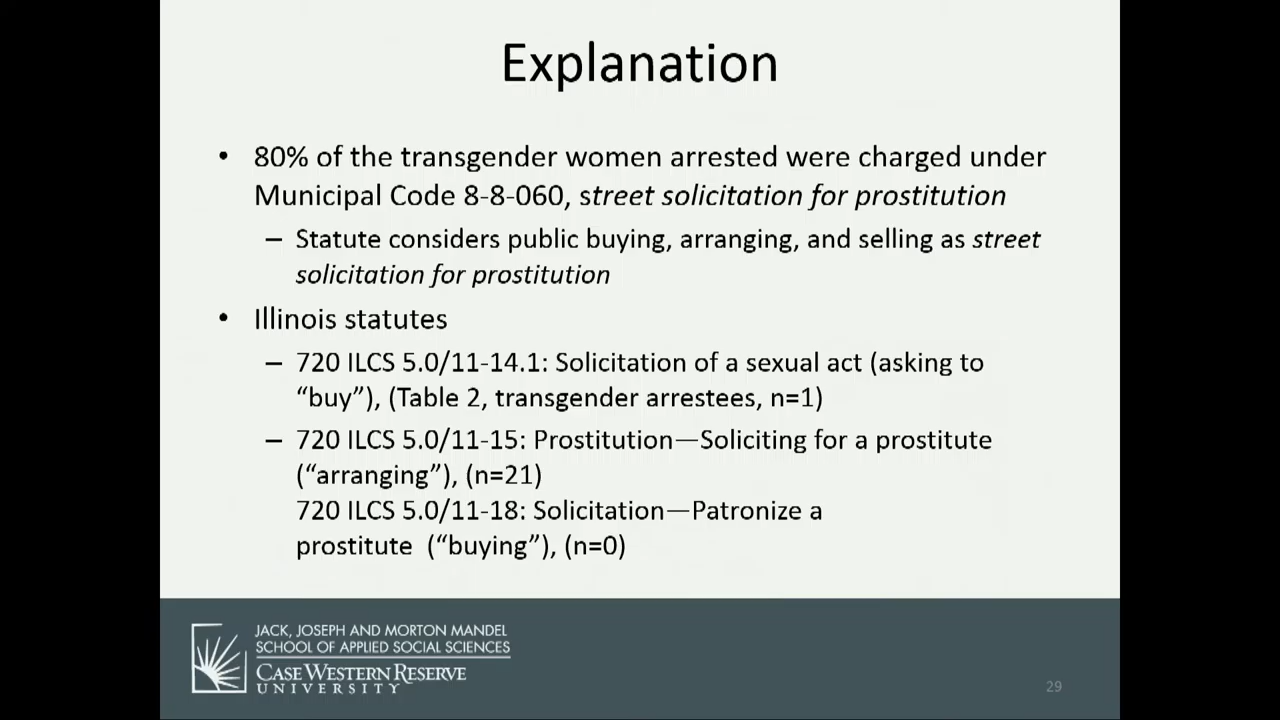 Explanation
• 80% of the transgender women arrested were charged under
Municipal Code 8-8-060, street solicitation for prostitution
– Statute considers public buying, arranging, and selling as street
solicitation for prostitution
• Illinois statutes
– 720 ILCS 5.0/11-14.1: Solicitation of a sexual act (asking to
“buy”), (Table 2, transgender arrestees, n=1)
– 720 ILCS 5.0/11-15: Prostitution—Soliciting for a prostitute
(“arranging”), (n=21)
720 ILCS 5.0/11-18: Solicitation—Patronize a
prostitute (“buying”), (n=0)
JACK, JOSEPH AND MORTON MANDEL
SCHOOL OF APPLIED SOCIAL SCIENCES
CASE WESTERN RESERVE
UNIVERSITY
29